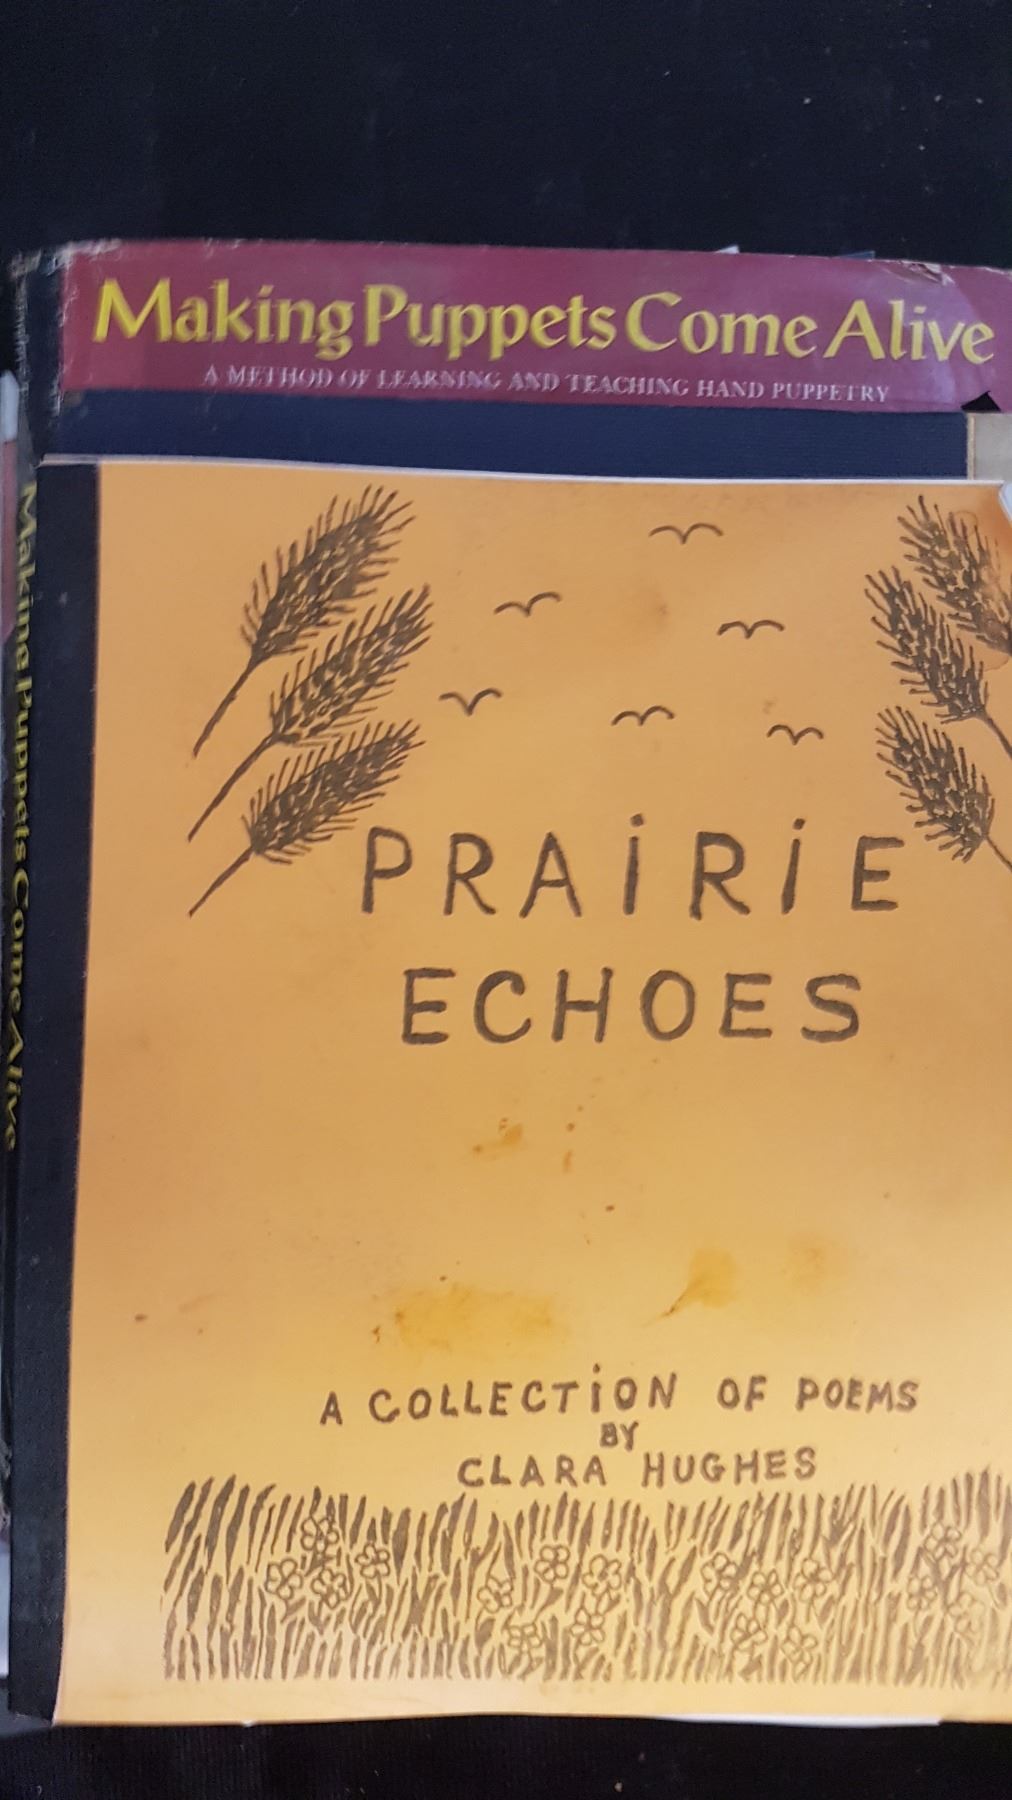 Making Puppets Come Alive
A METHOD OF LEARNING AND TEACHING HAND PUPPETRY
Making Puppets Come Alive
PRAiRiE
ECHOES
A COLLECTiON OF POEMS
BY
CLARA HUGHES